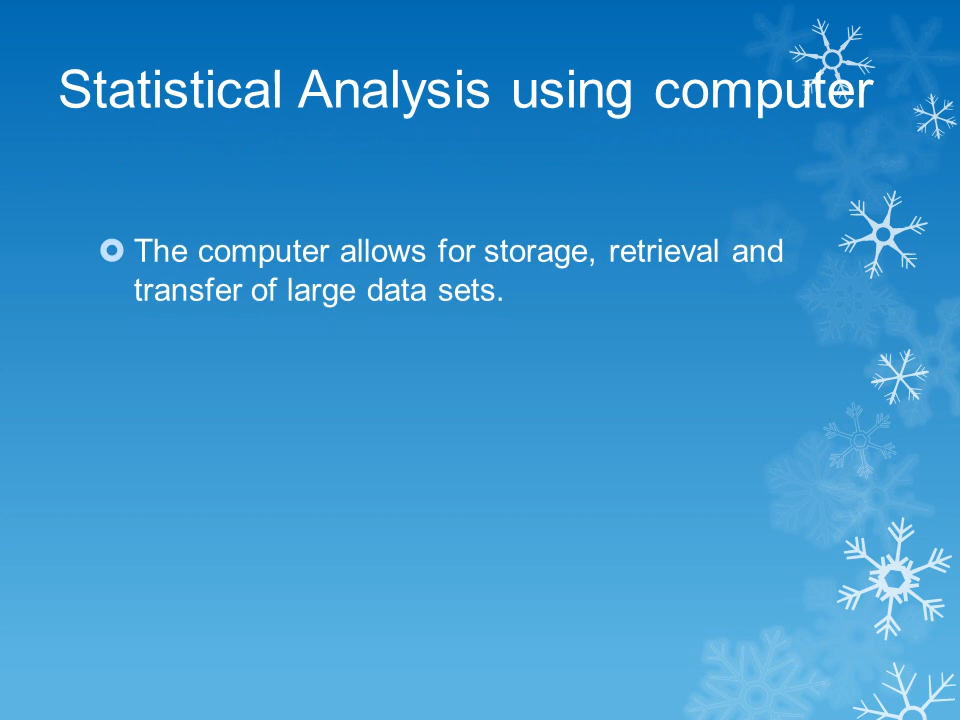 Statistical Analysis using computer
The computer allows for storage, retrieval and
transfer of large data sets.